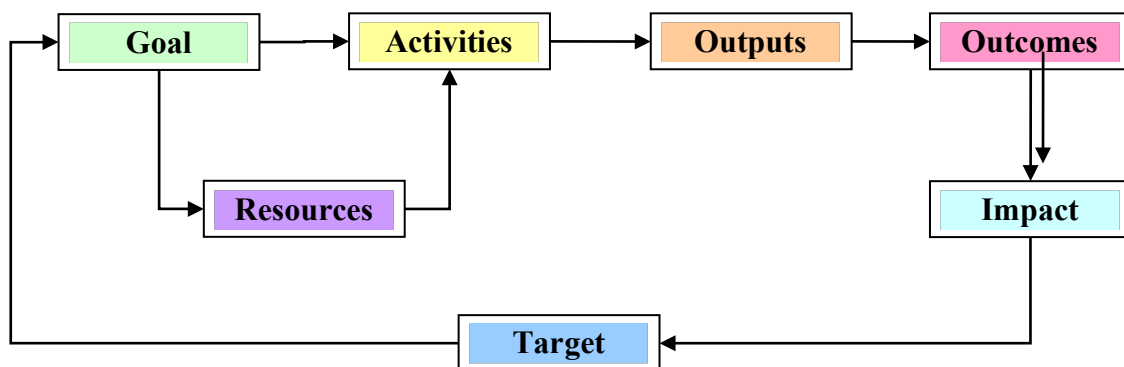 Goal
Activities
Outputs
Outcomes
Resources
Impact
Target